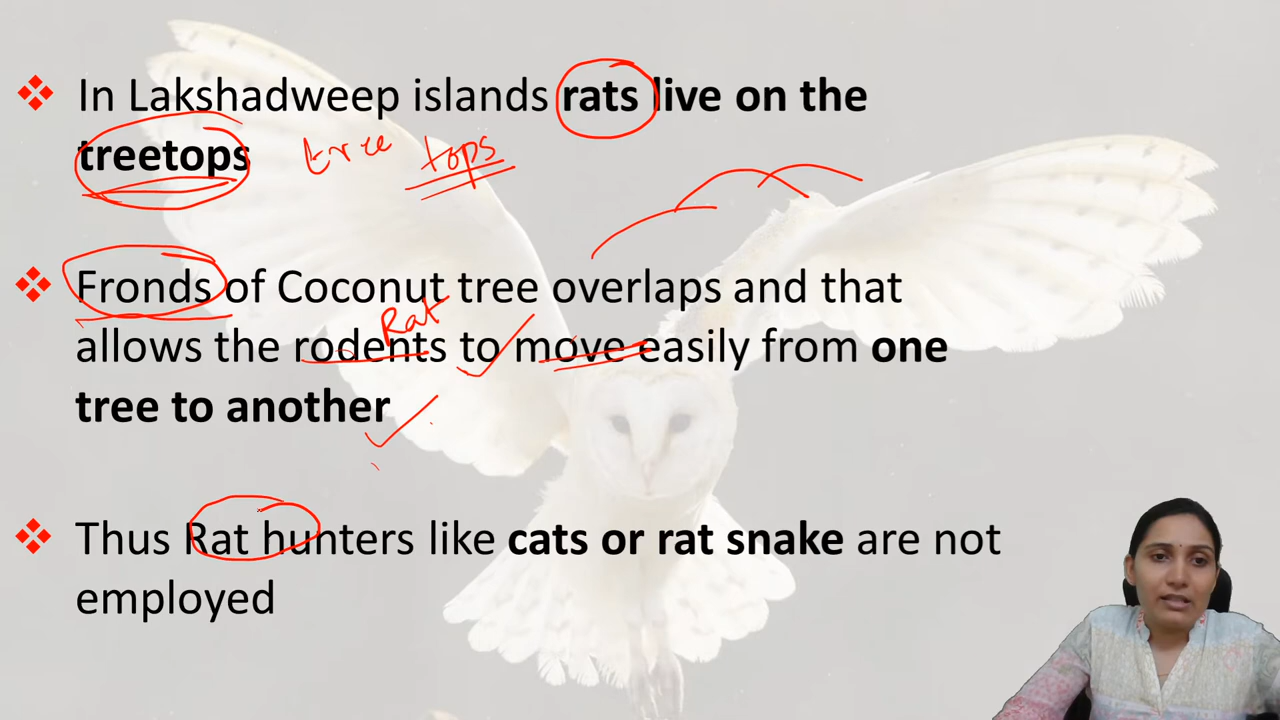 In Lakshadweep islands rats live on the
treetops tree tops
Fronds of Coconut tree overlaps and that
Rat
allows the rodents to move easily from one
tree to another
Thus Rat hunters like cats or rat snake are not
employed